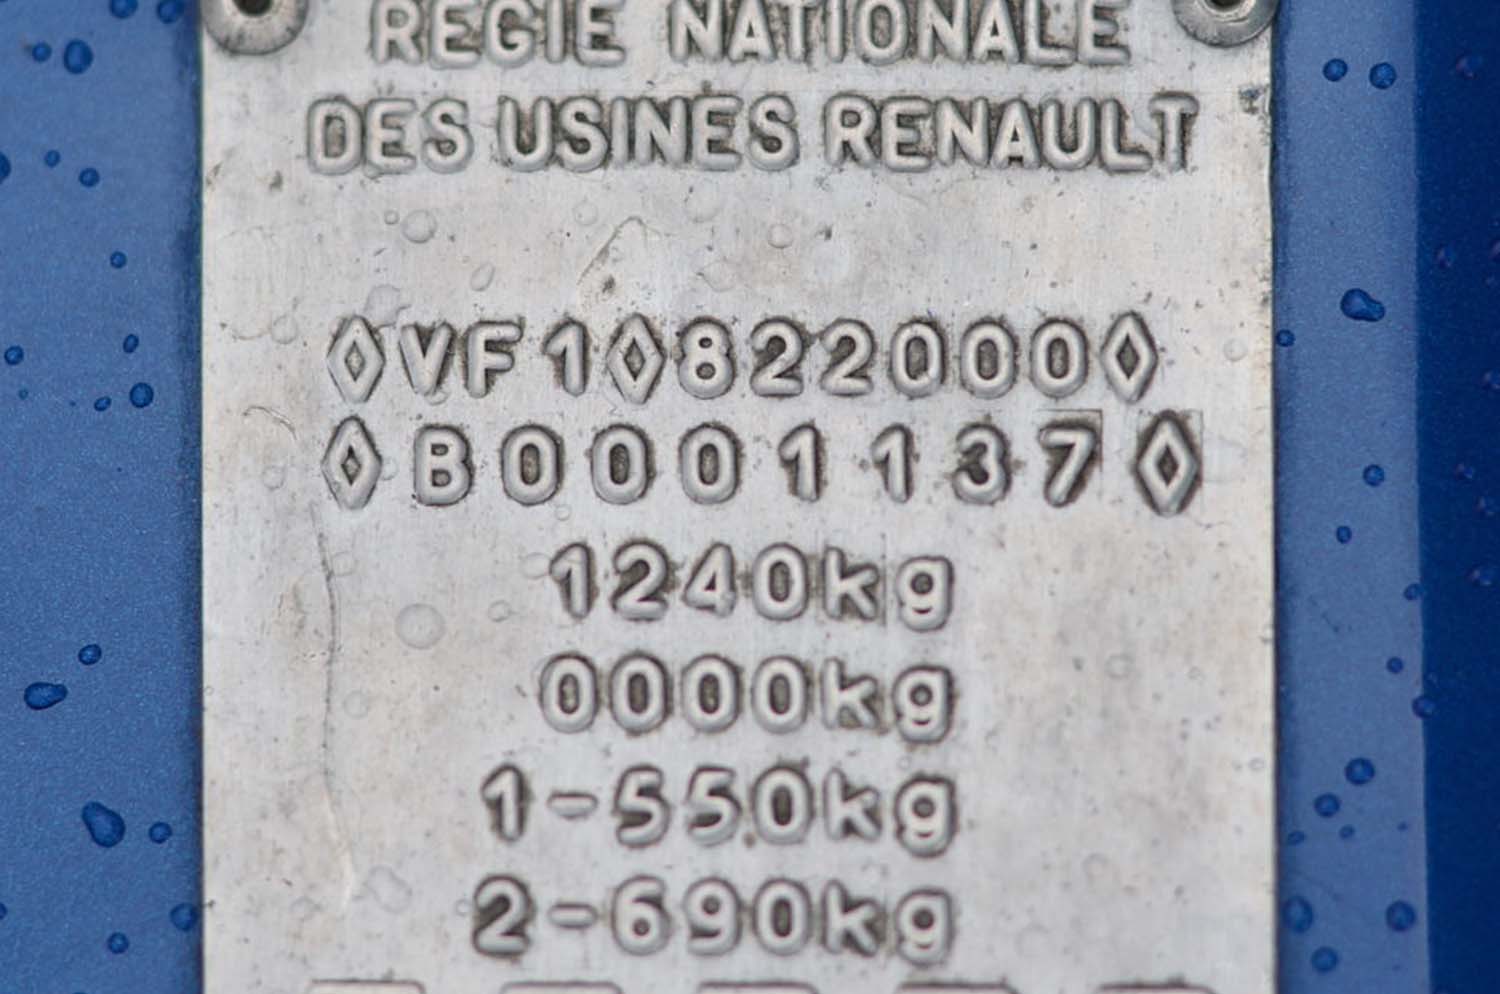 REGIE NATIONALE
DES USINES RENAULT
◊VF1◊8220000◊
◊B0001137◊
1240kg
0000kg
1-550kg
2-690kg